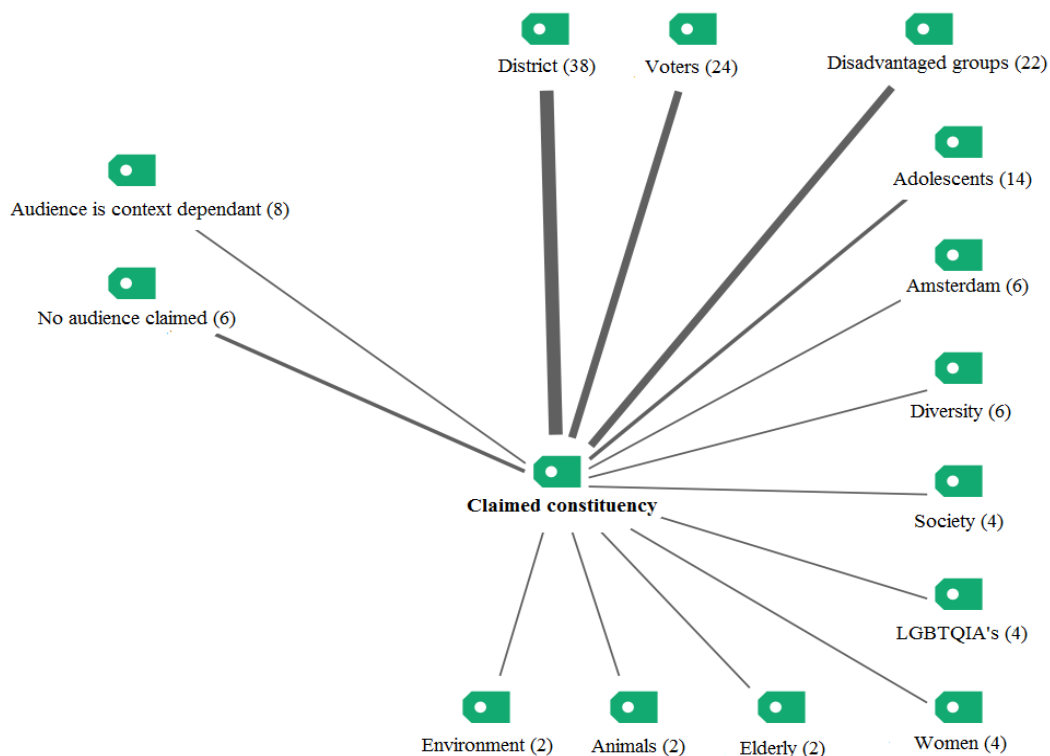 District (38)
Voters (24)
Disadvantaged groups (22)
Adolescents (14)
Audience is context dependant (8)
Amsterdam (6)
No audience claimed (6)
Diversity (6)
Claimed constituency
Society (4)
LGBTQIA's (4)
Environment (2)
Animals (2)
Elderly (2)
Women (4)